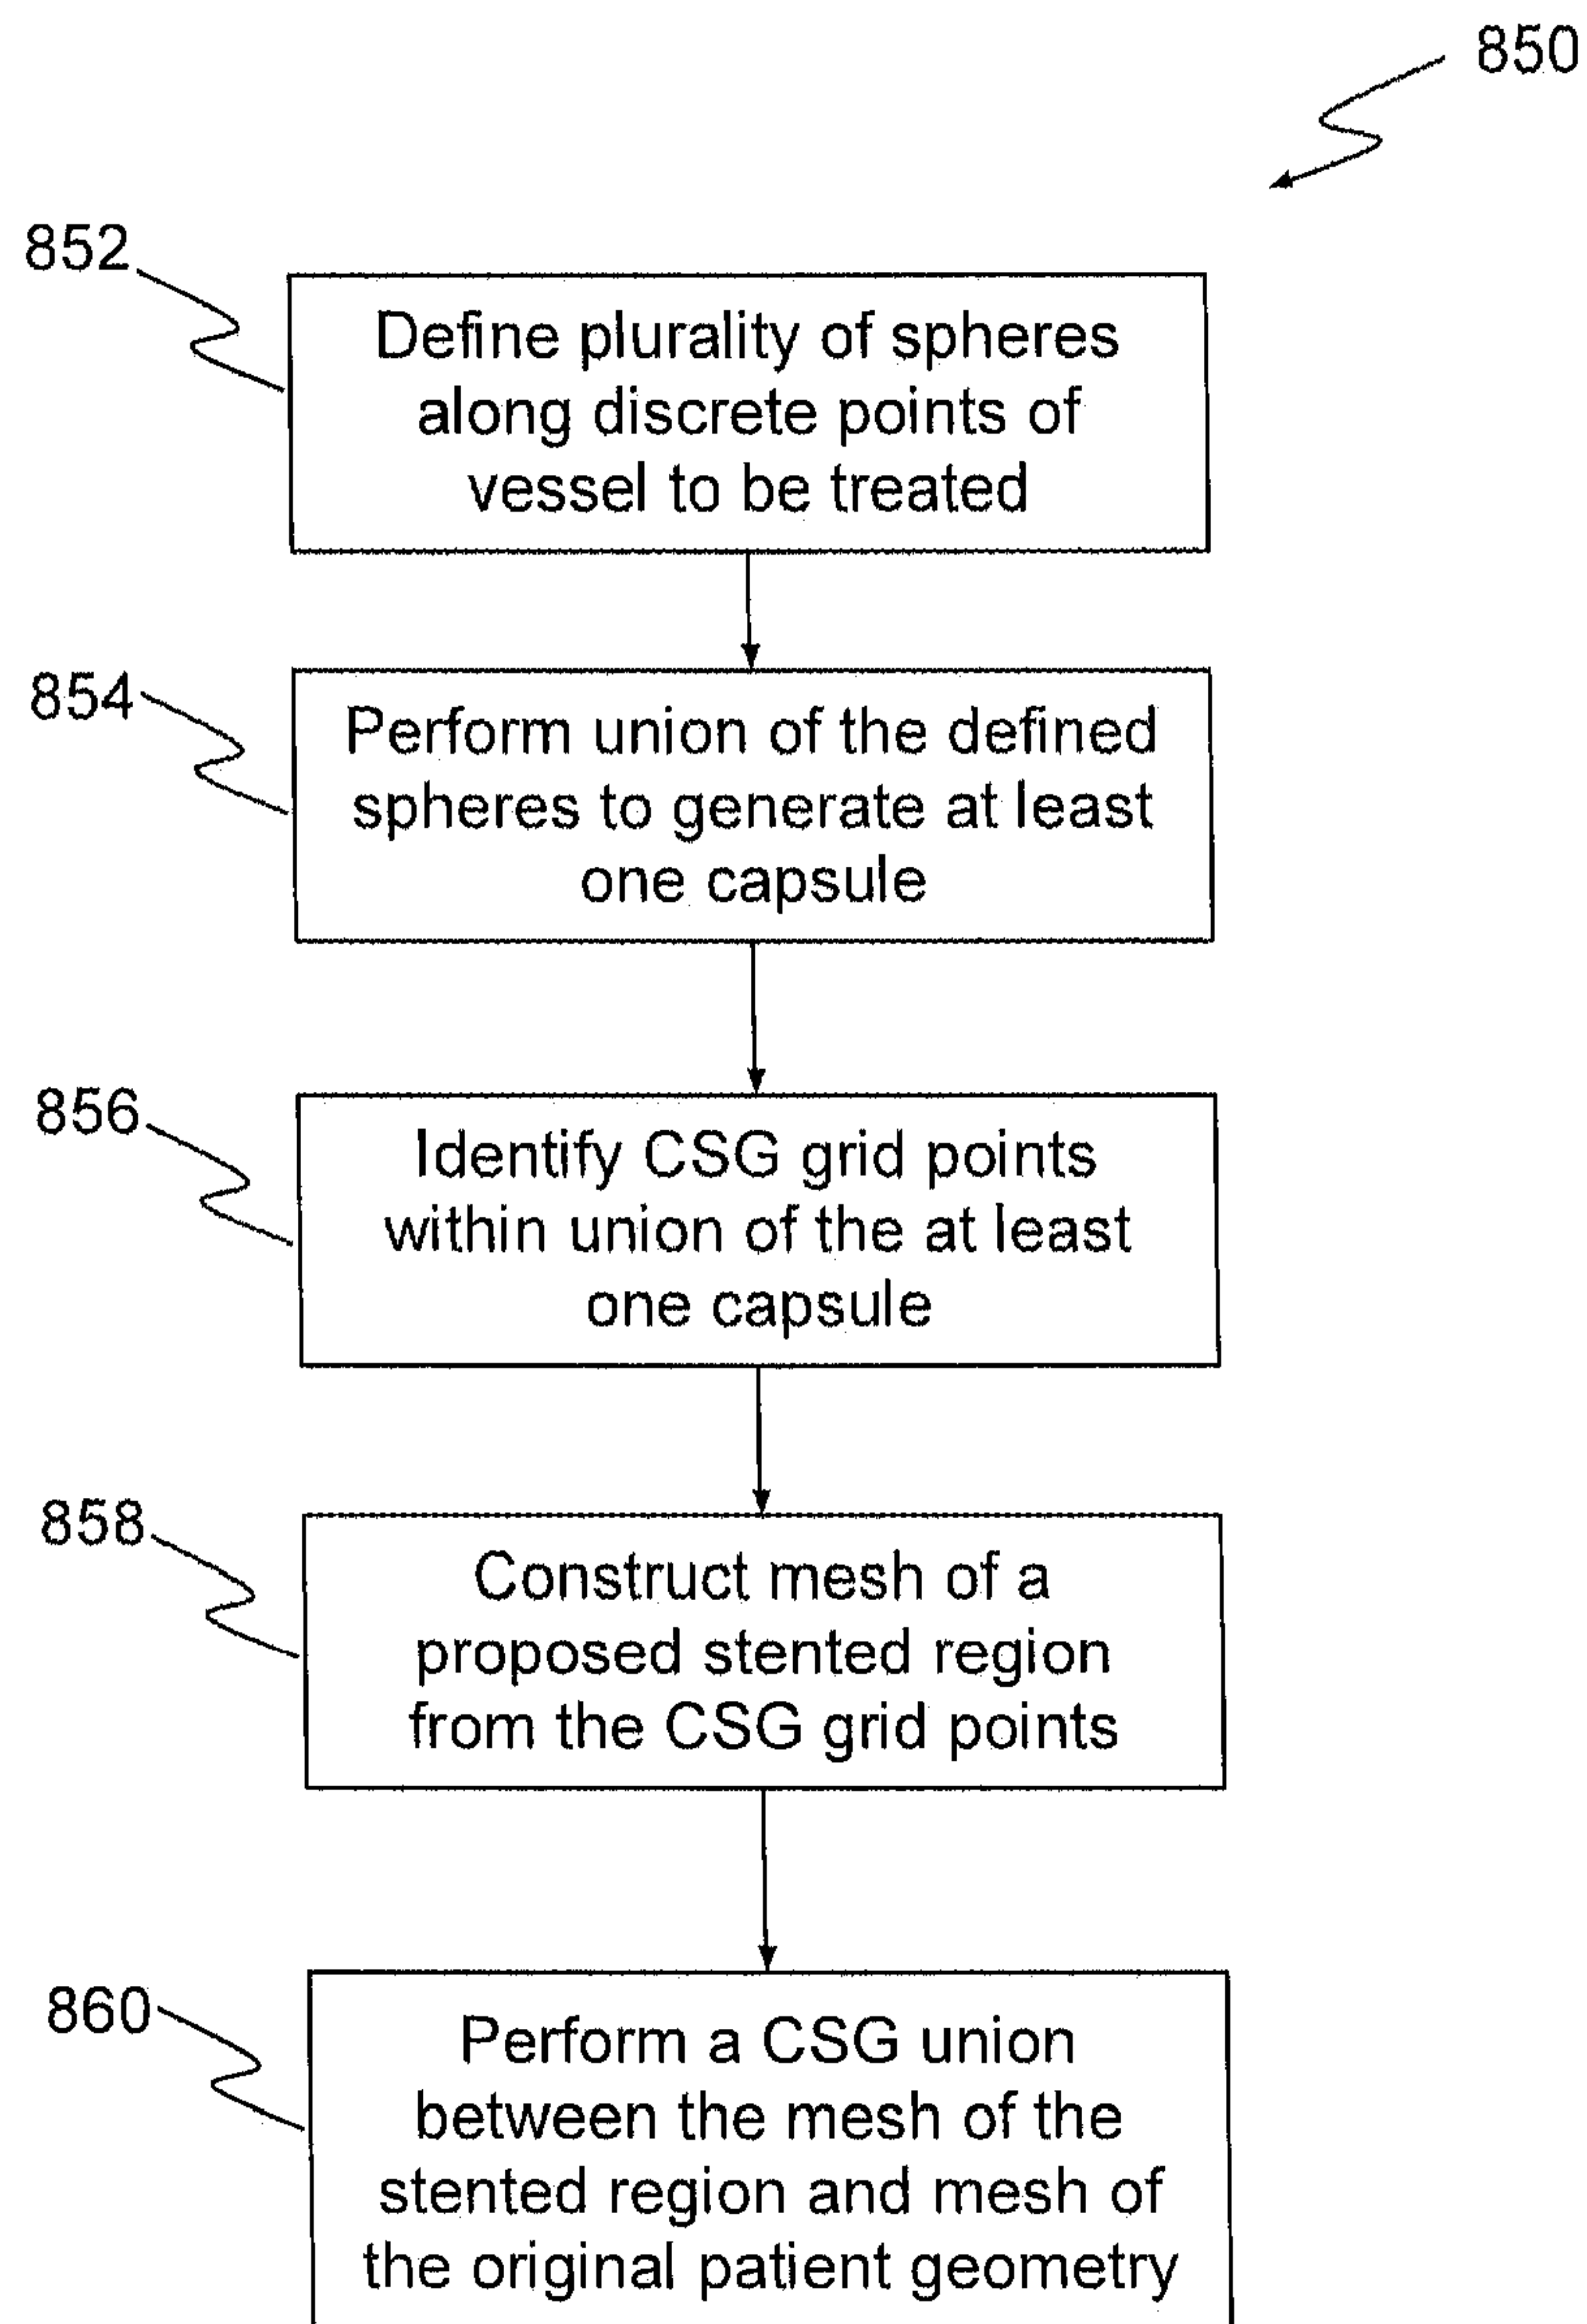 850
852
Define plurality of spheres
along discrete points of
vessel to be treated
854
Perform union of the defined
spheres to generate at least
one capsule
856
Identify CSG grid points
within union of the at least
one capsule
858
Construct mesh of a
proposed stented region
from the CSG grid points
860
Perform a CSG union
between the mesh of the
stented region and mesh of
the original patient geometry